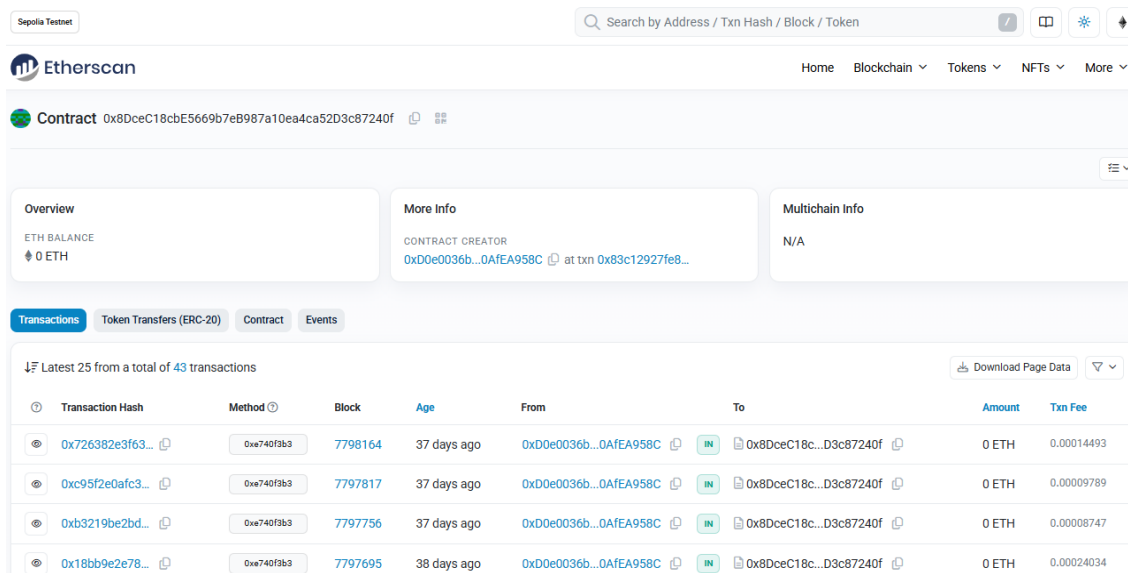 Sepolia Testnet
Search by Address / Txn Hash / Block / Token /
Etherscan Home Blockchain Tokens NFTs More
Contract 0x8DceC18cbE5669b7eB987a10ea4ca52D3c87240f
Overview More Info Multichain Info
ETH BALANCE CONTRACT CREATOR N/A
0 ETH 0xD0e0036b...0AfEA958C at txn 0x83c12927fe8...
Transactions Token Transfers (ERC-20) Contract Events
Latest 25 from a total of 43 transactions Download Page Data
Transaction Hash Method Block Age From To Amount Txn Fee
0x726382e3f63... 0xe740f3b3 7798164 37 days ago 0xD0e0036b...0AfEA958C IN 0x8DceC18c...D3c87240f 0 ETH 0.00014493
0xc95f2e0afc3... 0xe740f3b3 7797817 37 days ago 0xD0e0036b...0AfEA958C IN 0x8DceC18c...D3c87240f 0 ETH 0.00009789
0xb3219be2bd... 0xe740f3b3 7797756 37 days ago 0xD0e0036b...0AfEA958C IN 0x8DceC18c...D3c87240f 0 ETH 0.00008747
0x18bb9e2e78... 0xe740f3b3 7797695 38 days ago 0xD0e0036b...0AfEA958C IN 0x8DceC18c...D3c87240f 0 ETH 0.00024034